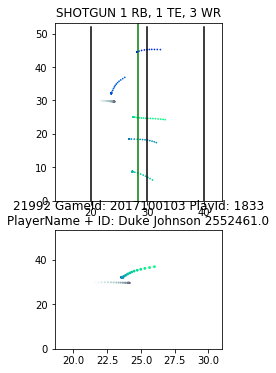 SHOTGUN 1 RB, 1 TE, 3 WR
50
40
30
20
10
0
20 30 40
21992 GameId: 2017100103 PlayId: 1833
PlayerName + ID: Duke Johnson 2552461.0
40
20
0
20.0 22.5 25.0 27.5 30.0